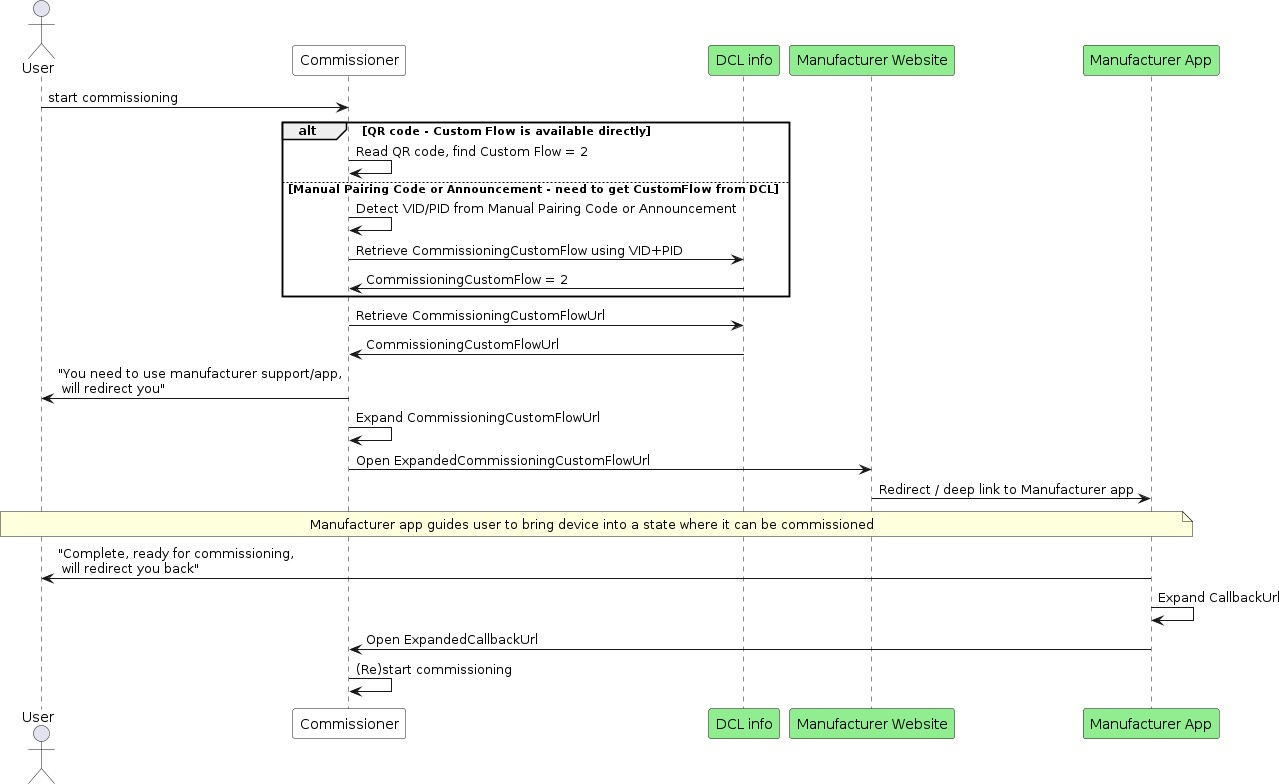 User
Commissioner
DCL info
Manufacturer Website
Manufacturer App
start commissioning
alt
[QR code - Custom Flow is available directly]
Read QR code, find Custom Flow = 2
[Manual Pairing Code or Announcement - need to get CustomFlow from DCL]
Detect VID/PID from Manual Pairing Code or Announcement
Retrieve CommissioningCustomFlow using VID+PID
CommissioningCustomFlow = 2
Retrieve CommissioningCustomFlowUrl
CommissioningCustomFlowUrl
"You need to use manufacturer support/app,
will redirect you"
Expand CommissioningCustomFlowUrl
Open ExpandedCommissioningCustomFlowUrl
Redirect / deep link to Manufacturer app
Manufacturer app guides user to bring device into a state where it can be commissioned
"Complete, ready for commissioning,
will redirect you back"
Expand CallbackUrl
Open ExpandedCallbackUrl
(Re)start commissioning
User
Commissioner
DCL info
Manufacturer Website
Manufacturer App